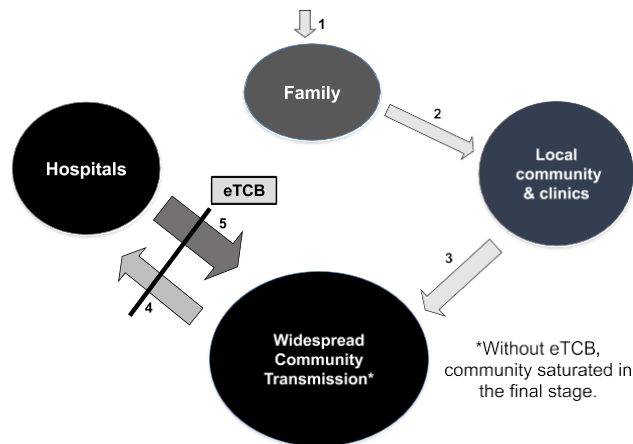 1
Family
2
Hospitals
Local
community
& clinics
eTCB
5
3
4
Widespread
Community
Transmission*
*Without eTCB,
community saturated in
the final stage.